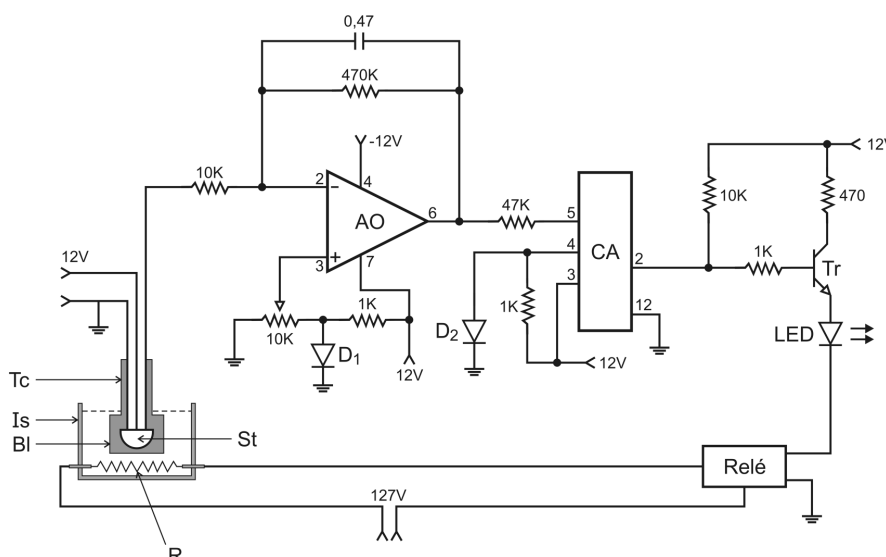 0,47
470K
-12V
12V
10K
2
−
4
AO
6
47K
5
10K
470
+
3
7
4
CA
2
1K
Tr
3
12V
1K
1K
10K
D1
12V
D2
12
LED
12V
Tc
Is
Bl
St
Relé
127V
R